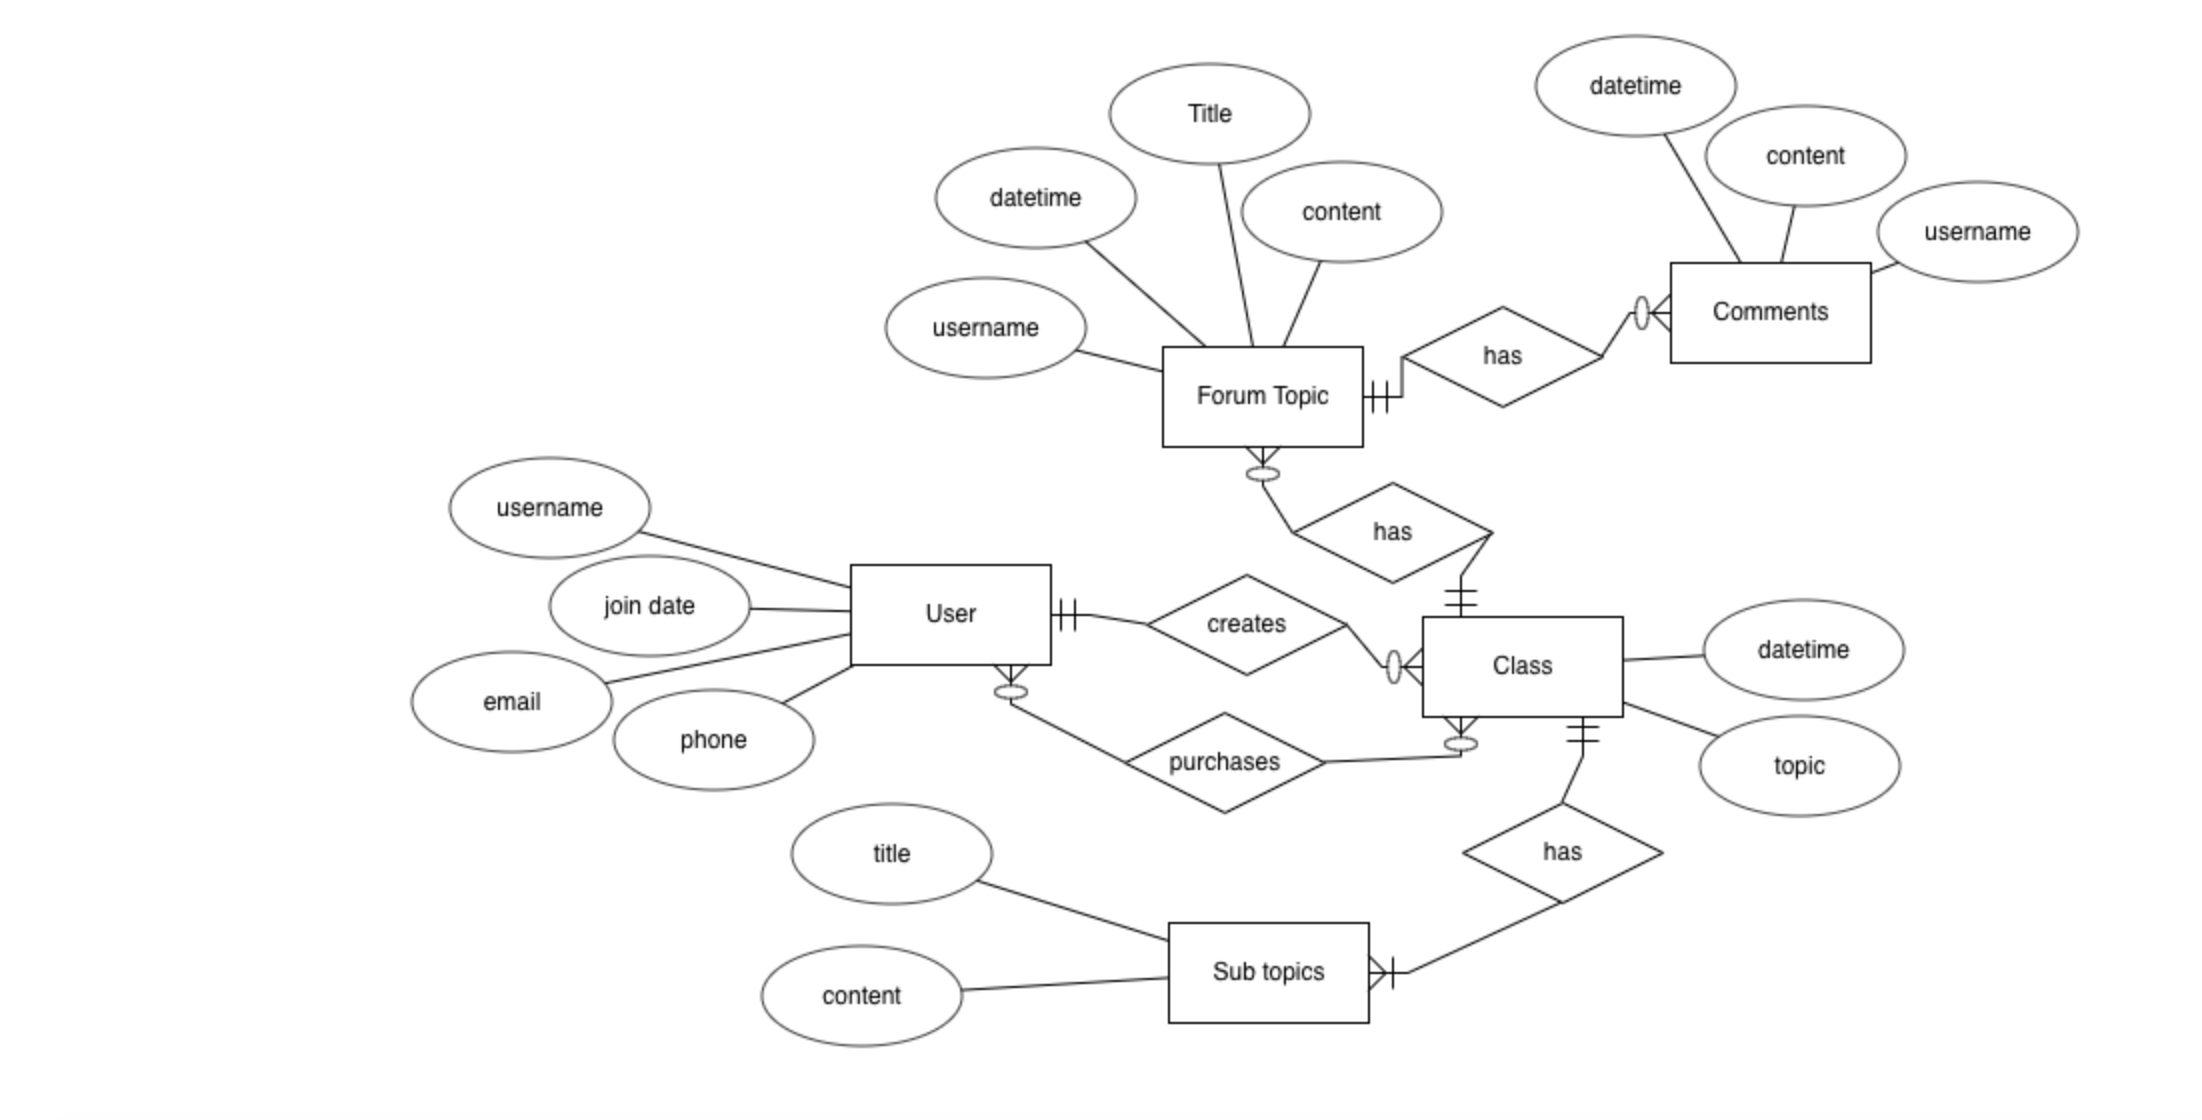 datetime
Title
content
datetime
content
username
username
Comments
has
Forum Topic
username
has
join date
User
creates
datetime
Class
email
phone
purchases
topic
title
has
Sub topics
content